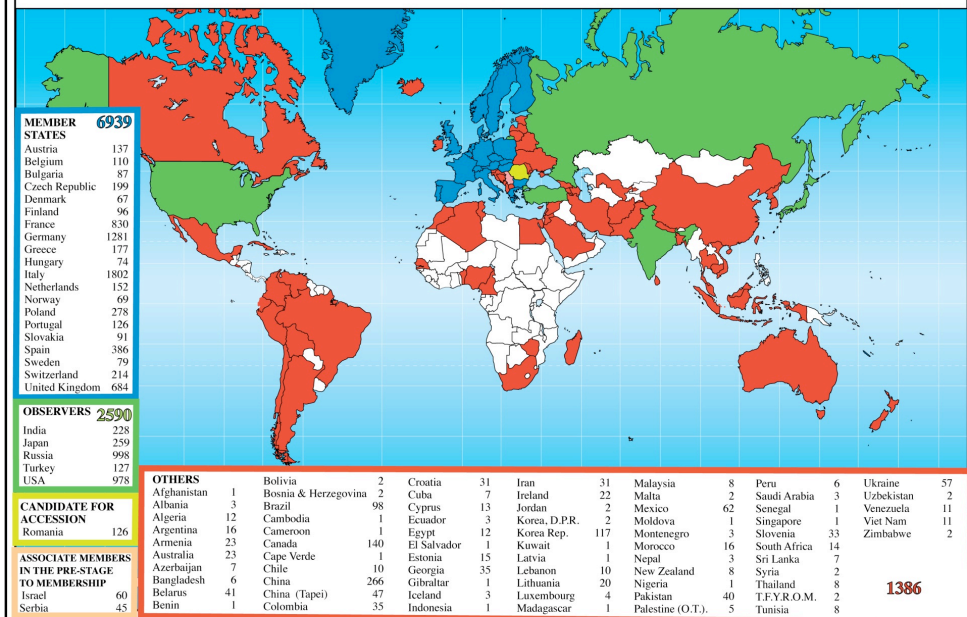 MEMBER 6939
STATES
Austria 137
Belgium 110
Bulgaria 87
Czech Republic 199
Denmark 67
Finland 96
France 830
Germany 1281
Greece 177
Hungary 74
Italy 1802
Netherlands 152
Norway 69
Poland 278
Portugal 126
Slovakia 91
Spain 386
Sweden 79
Switzerland 214
United Kingdom 684
OBSERVERS 2590
India 228
Japan 259
Russia 998
Turkey 127
USA 978
CANDIDATE FOR
ACCESSION
Romania 126
ASSOCIATE MEMBERS
IN THE PRE-STAGE
TO MEMBERSHIP
Israel 60
Serbia 45
OTHERS
Afghanistan 1
Albania 3
Algeria 12
Argentina 16
Armenia 23
Australia 23
Azerbaijan 7
Bangladesh 6
Belarus 41
Benin 1
Bolivia 2
Bosnia & Herzegovina 2
Brazil 98
Cambodia 1
Cameroon 1
Canada 140
Cape Verde 1
Chile 10
China 266
China (Tapei) 47
Colombia 35
Croatia 31
Cuba 7
Cyprus 13
Ecuador 3
Egypt 12
El Salvador 1
Estonia 15
Georgia 35
Gibraltar 1
Iceland 3
Indonesia 1
Iran 31
Ireland 22
Jordan 2
Korea, D.P.R. 2
Korea Rep. 117
Kuwait 1
Latvia 1
Lebanon 10
Lithuania 20
Luxembourg 4
Madagascar 1
Malaysia 8
Malta 2
Mexico 62
Moldova 1
Montenegro 3
Morocco 16
Nepal 3
New Zealand 8
Nigeria 1
Pakistan 40
Palestine (O.T.). 5
Peru 6
Saudi Arabia 3
Senegal 1
Singapore 1
Slovenia 33
South Africa 14
Sri Lanka 7
Syria 2
Thailand 8
T.F.Y.R.O.M. 2
Tunisia 8
Ukraine 57
Uzbekistan 2
Venezuela 11
Viet Nam 11
Zimbabwe 2
1386